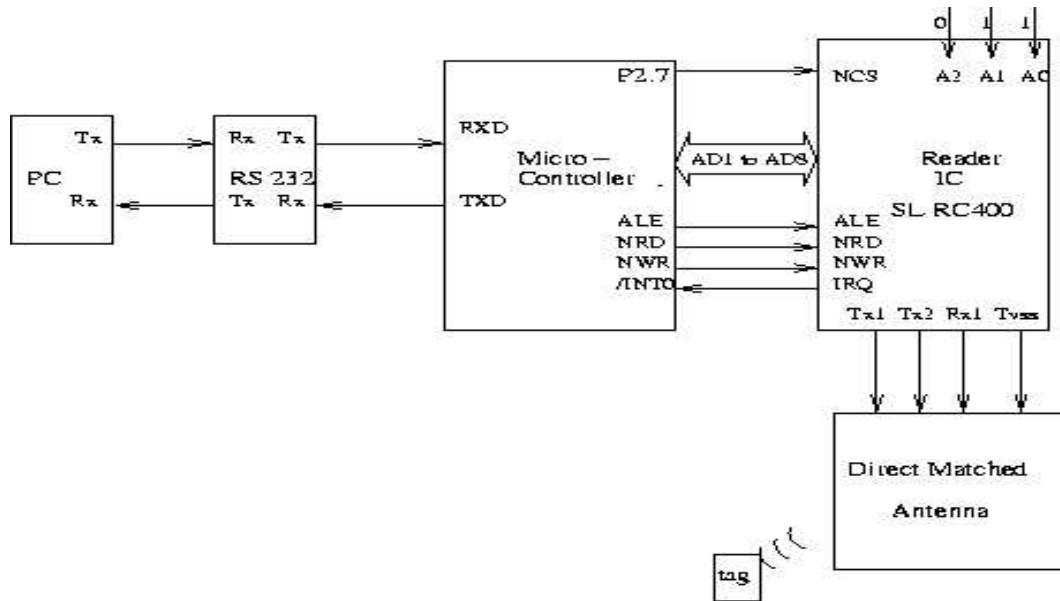 0 1 1
P2.7
NCS
A2 A1 A0
Tx
Rx Tx
RXD
AD1 to AD8
PC
RS 232
Micro -
Controller
Reader
IC
SL RC400
Rx
Tx Rx
TXD
ALE
ALE
NRD
NRD
NWR
NWR
/INT0
IRQ
Tx1 Tx2 Rx1 Tvss
Direct Matched
Antenna
tag